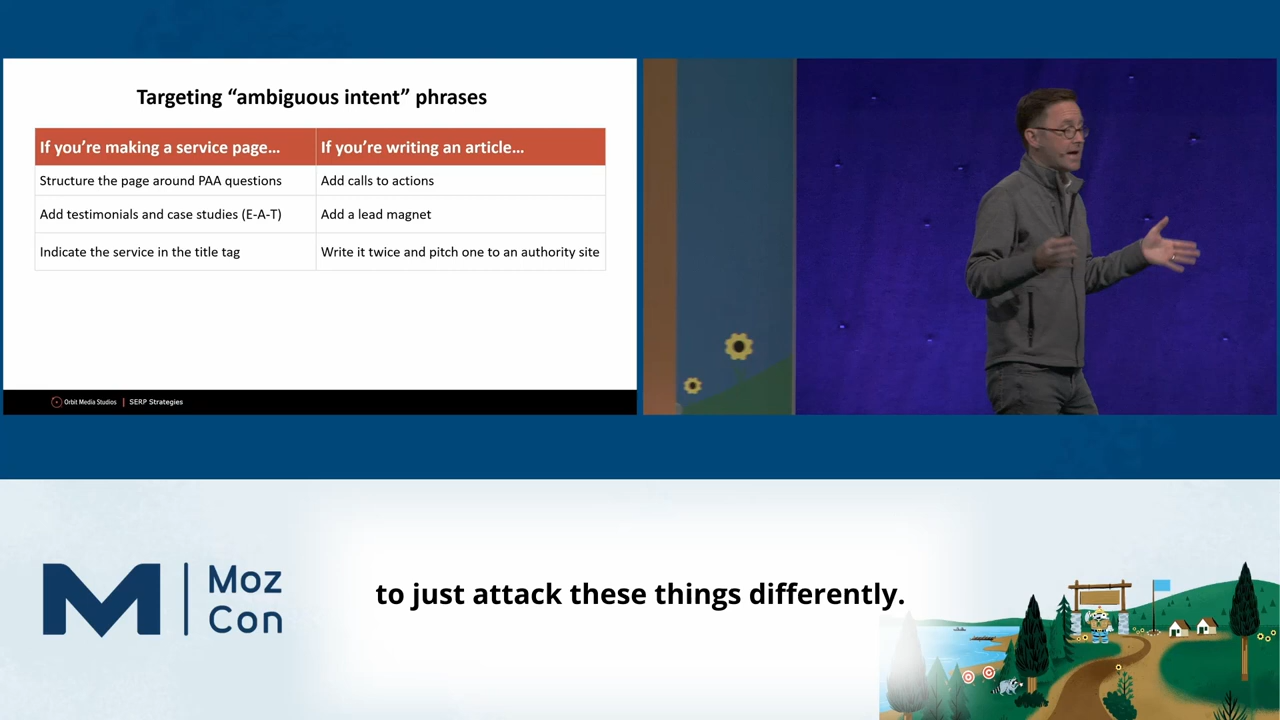 Targeting “ambiguous intent” phrases
If you’re making a service page…
If you’re writing an article…
Structure the page around PAA questions
Add calls to actions
Add testimonials and case studies (E-A-T)
Add a lead magnet
Indicate the service in the title tag
Write it twice and pitch one to an authority site
Orbit Media Studios | SERP Strategies
M | Moz
Con
to just attack these things differently.